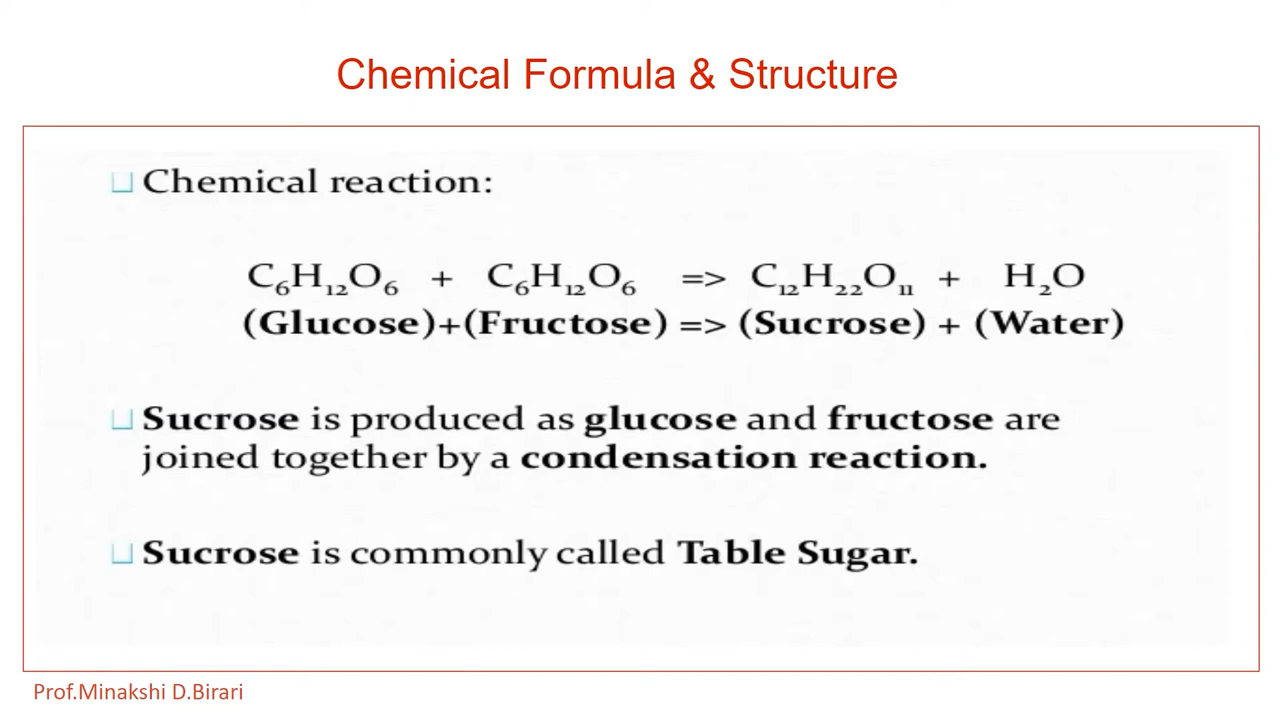 Chemical Formula & Structure
Chemical reaction:
C₆H₁₂O₆ + C₆H₁₂O₆ => C₁₂H₂₂O₁₁ + H₂O
(Glucose)+(Fructose) => (Sucrose) + (Water)
Sucrose is produced as glucose and fructose are
joined together by a condensation reaction.
Sucrose is commonly called Table Sugar.
Prof.Minakshi D.Birari